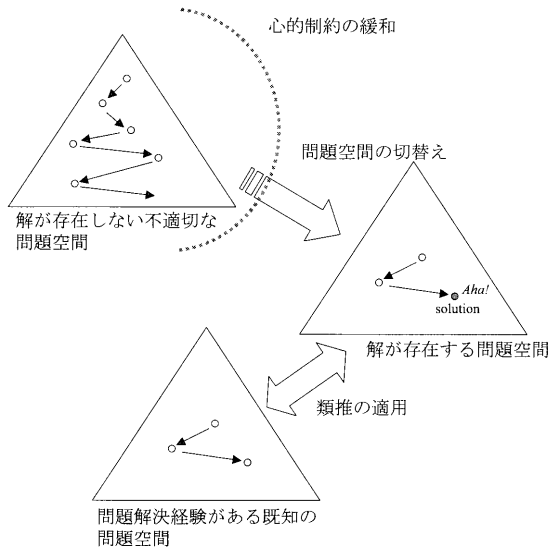 心的制約の緩和
問題空間の切替え
解が存在しない不適切な
問題空間
Aha!
solution
解が存在する問題空間
類推の適用
問題解決経験がある既知の
問題空間